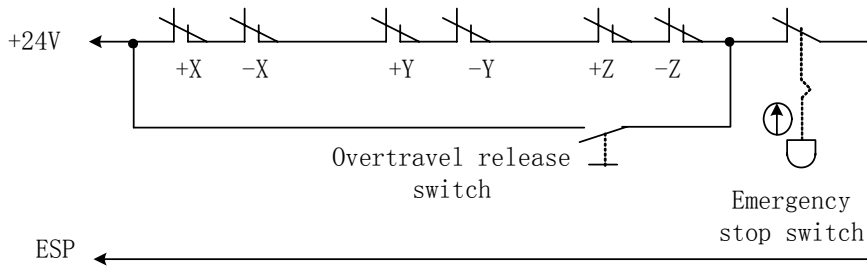 +24V
+X
-X
+Y
-Y
+Z
-Z
Overtravel release
switch
Emergency
stop switch
ESP